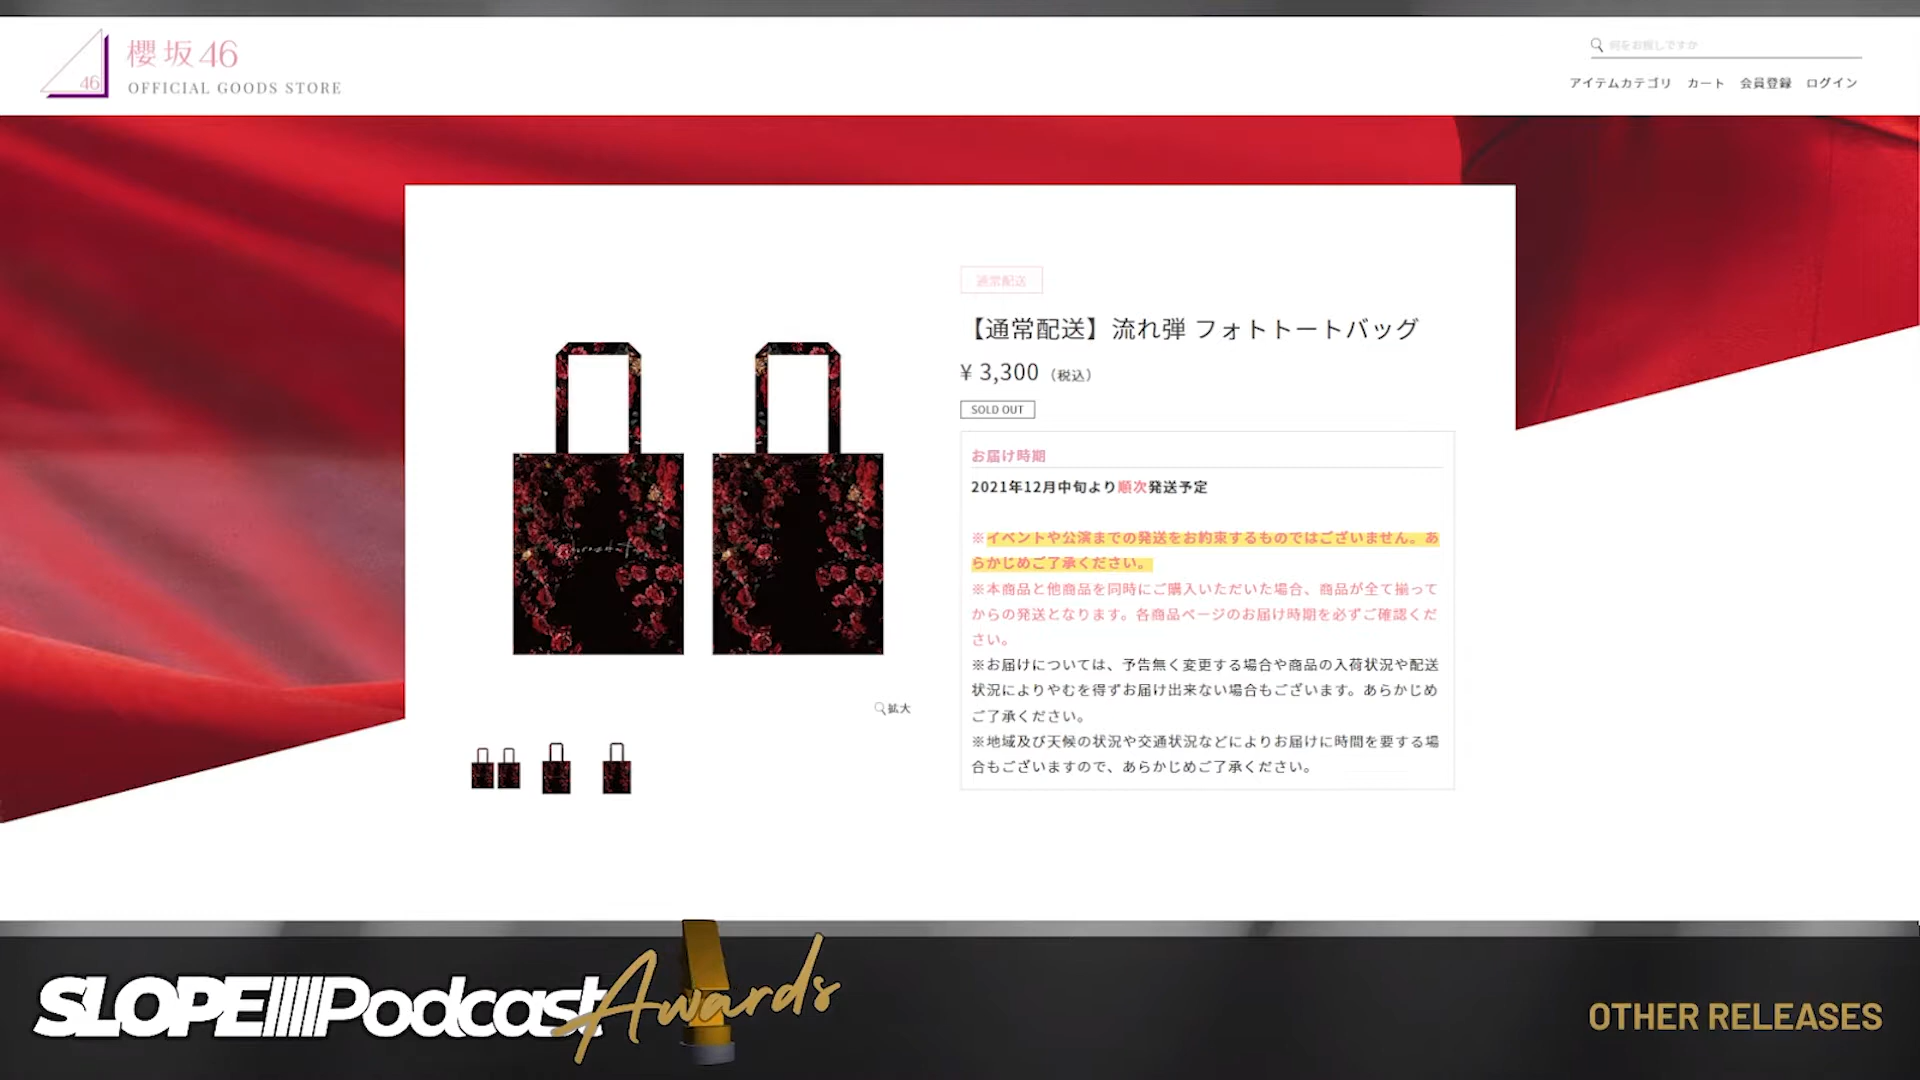 櫻坂46
46
OFFICIAL GOODS STORE
何をお探しですか
アイテムカテゴリ カート 会員登録 ログイン
通常配送
【通常配送】流れ弾 フォトトートバッグ
¥ 3,300（税込）
SOLD OUT
お届け時期
2021年12月中旬より順次発送予定
※イベントや公演までの発送をお約束するものではございません。あ
らかじめご了承ください。
※本商品と他商品を同時にご購入いただいた場合、商品が全て揃って
からの発送となります。各商品ページのお届け時期を必ずご確認くだ
さい。
※お届けについては、予告無く変更する場合や商品の入荷状況や配送
状況によりやむを得ずお届け出来ない場合もございます。あらかじめ
ご了承ください。
※地域及び天候の状況や交通状況などによりお届けに時間を要する場
合もございますので、あらかじめご了承ください。
拡大
SLOPE Podcast Awards
OTHER RELEASES